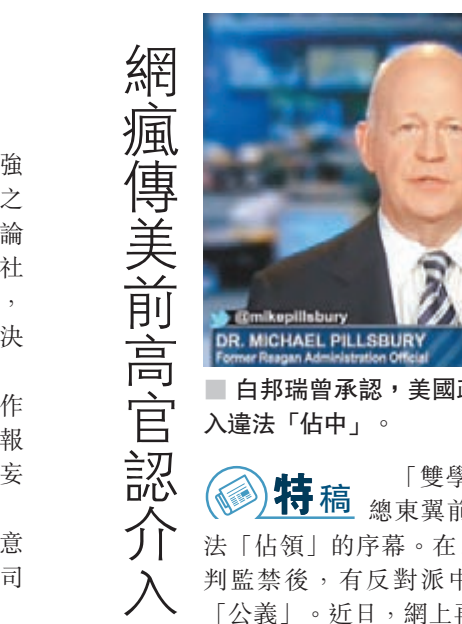 網瘋傳美前高官認介入
@mikepillsbury
DR. MICHAEL PILLSBURY
Former Reagan Administration Official
■ 白邦瑞曾承認，美國政
入違法「佔中」。
特稿
「雙學
總東翼前
法「佔領」的序幕。在
判監禁後，有反對派中
「公義」。近日，網上再
強之論社，決
作報妄
意司